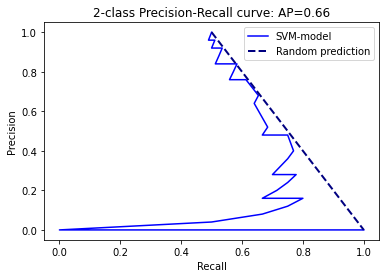 2-class Precision-Recall curve: AP=0.66
SVM-model
Random prediction
Precision
1.0
0.8
0.6
0.4
0.2
0.0
0.0 0.2 0.4 0.6 0.8 1.0
Recall